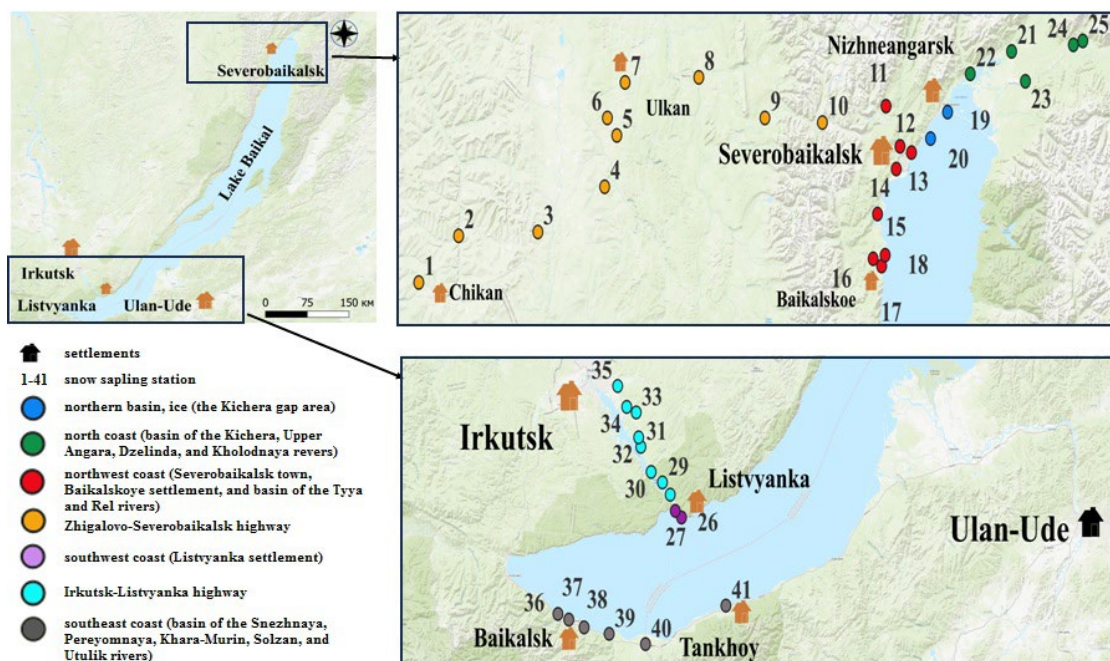 Severobaikalsk
Lake Baikal
Irkutsk
Listvyanka
Ulan-Ude
0 75 150 км
settlements
1-41 snow sapling station
northern basin, ice (the Kichera gap area)
north coast (basin of the Kichera, Upper
Angara, Dzelinda, and Kholodnaya revers)
northwest coast (Severobaikalsk town,
Baikalskoye settlement, and basin of the Tyya
and Rel rivers)
Zhigalovo-Severobaikalsk highway
southwest coast (Listvyanka settlement)
Irkutsk-Listvyanka highway
southeast coast (basin of the Snezhnaya,
Pereyomnaya, Khara-Murin, Solzan, and
Utulik rivers)
1
Chikan
2
3
4
5
6
7
Ulkan
8
9
10
11
Nizhneangarsk
12
Severobaikalsk
13
14
15
16
Baikalskoe
17
18
19
20
21
22
23
24
25
35
33
34
31
32
29
30
Irkutsk
Listvyanka
26
27
Ulan-Ude
36
37
38
39
40
41
Baikalsk
Tankhoy